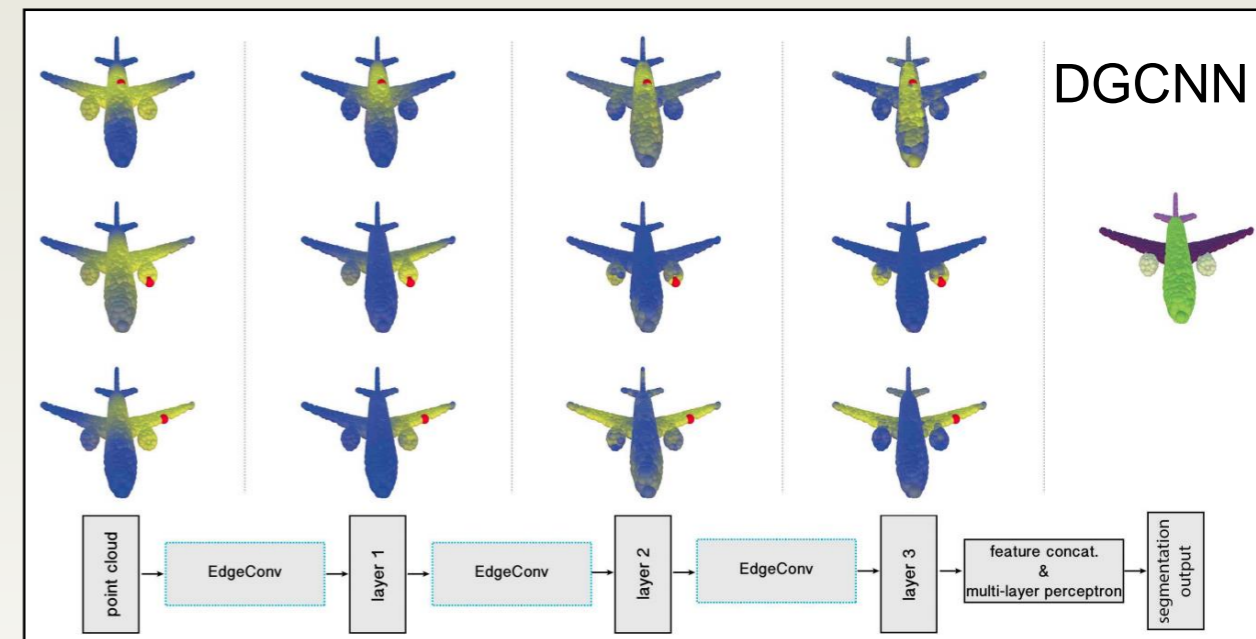 DGCNN
point cloud
EdgeConv
layer 1
EdgeConv
layer 2
EdgeConv
layer 3
feature concat.
&
multi-layer perceptron
segmentation
output